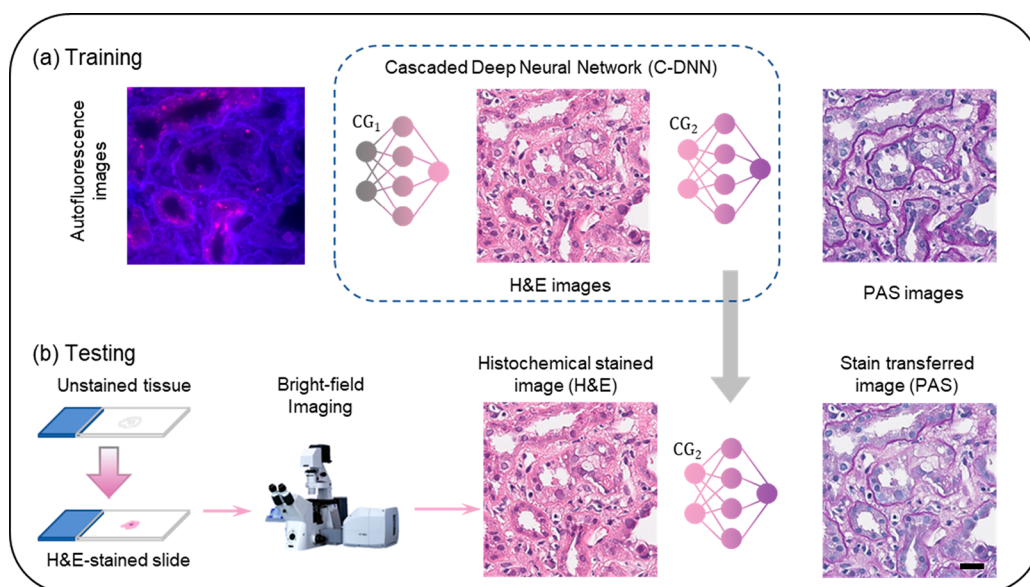 (a) Training
Cascaded Deep Neural Network (C-DNN)
Autofluorescence
images
CG₁
CG₂
H&E images
PAS images
(b) Testing
Unstained tissue
H&E-stained slide
Bright-field
Imaging
Histochemical stained
image (H&E)
CG₂
Stain transferred
image (PAS)